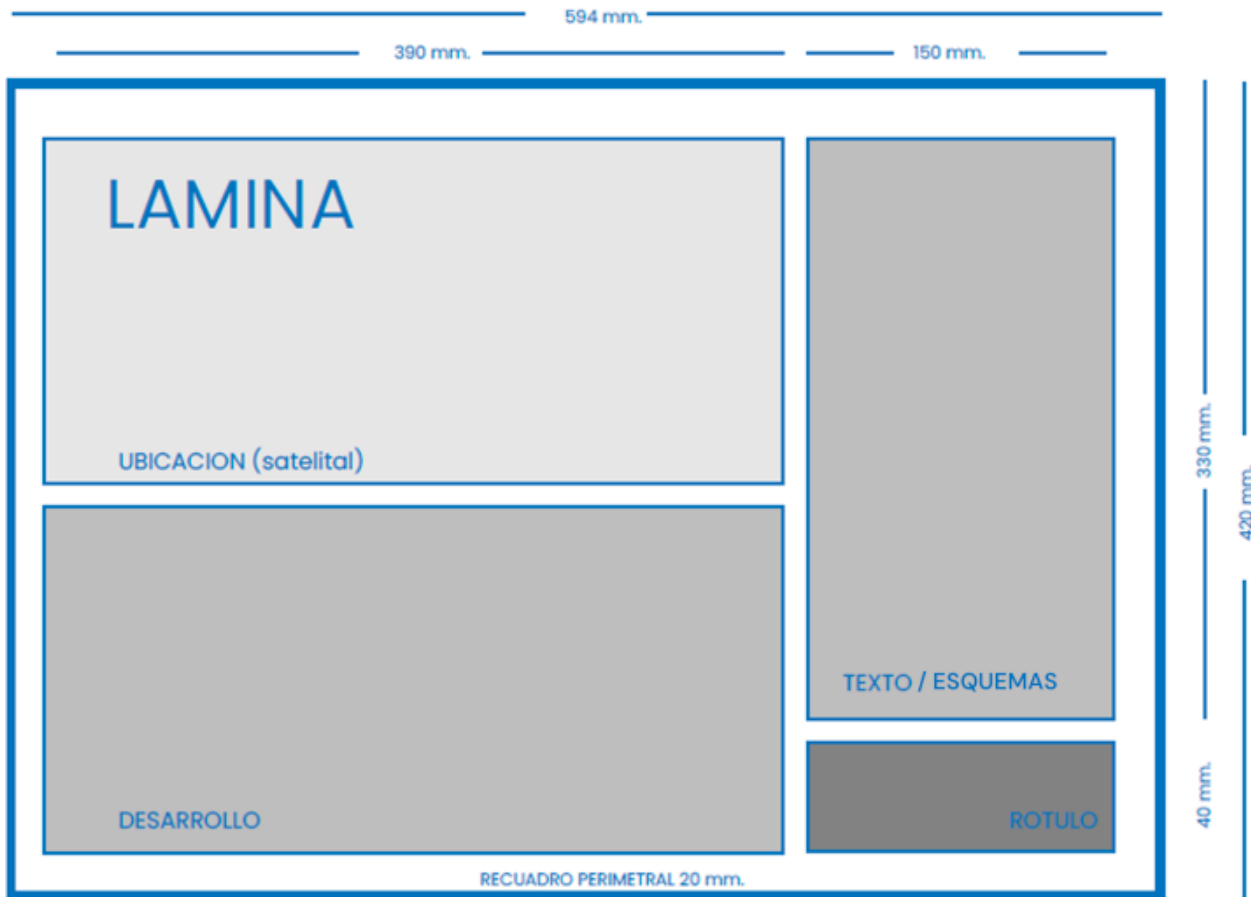 594 mm.
390 mm.
150 mm.
LAMINA
UBICACION (satelital)
330 mm.
420 mm.
TEXTO / ESQUEMAS
DESARROLLO
ROTULO
40 mm.
RECUADRO PERIMETRAL 20 mm.